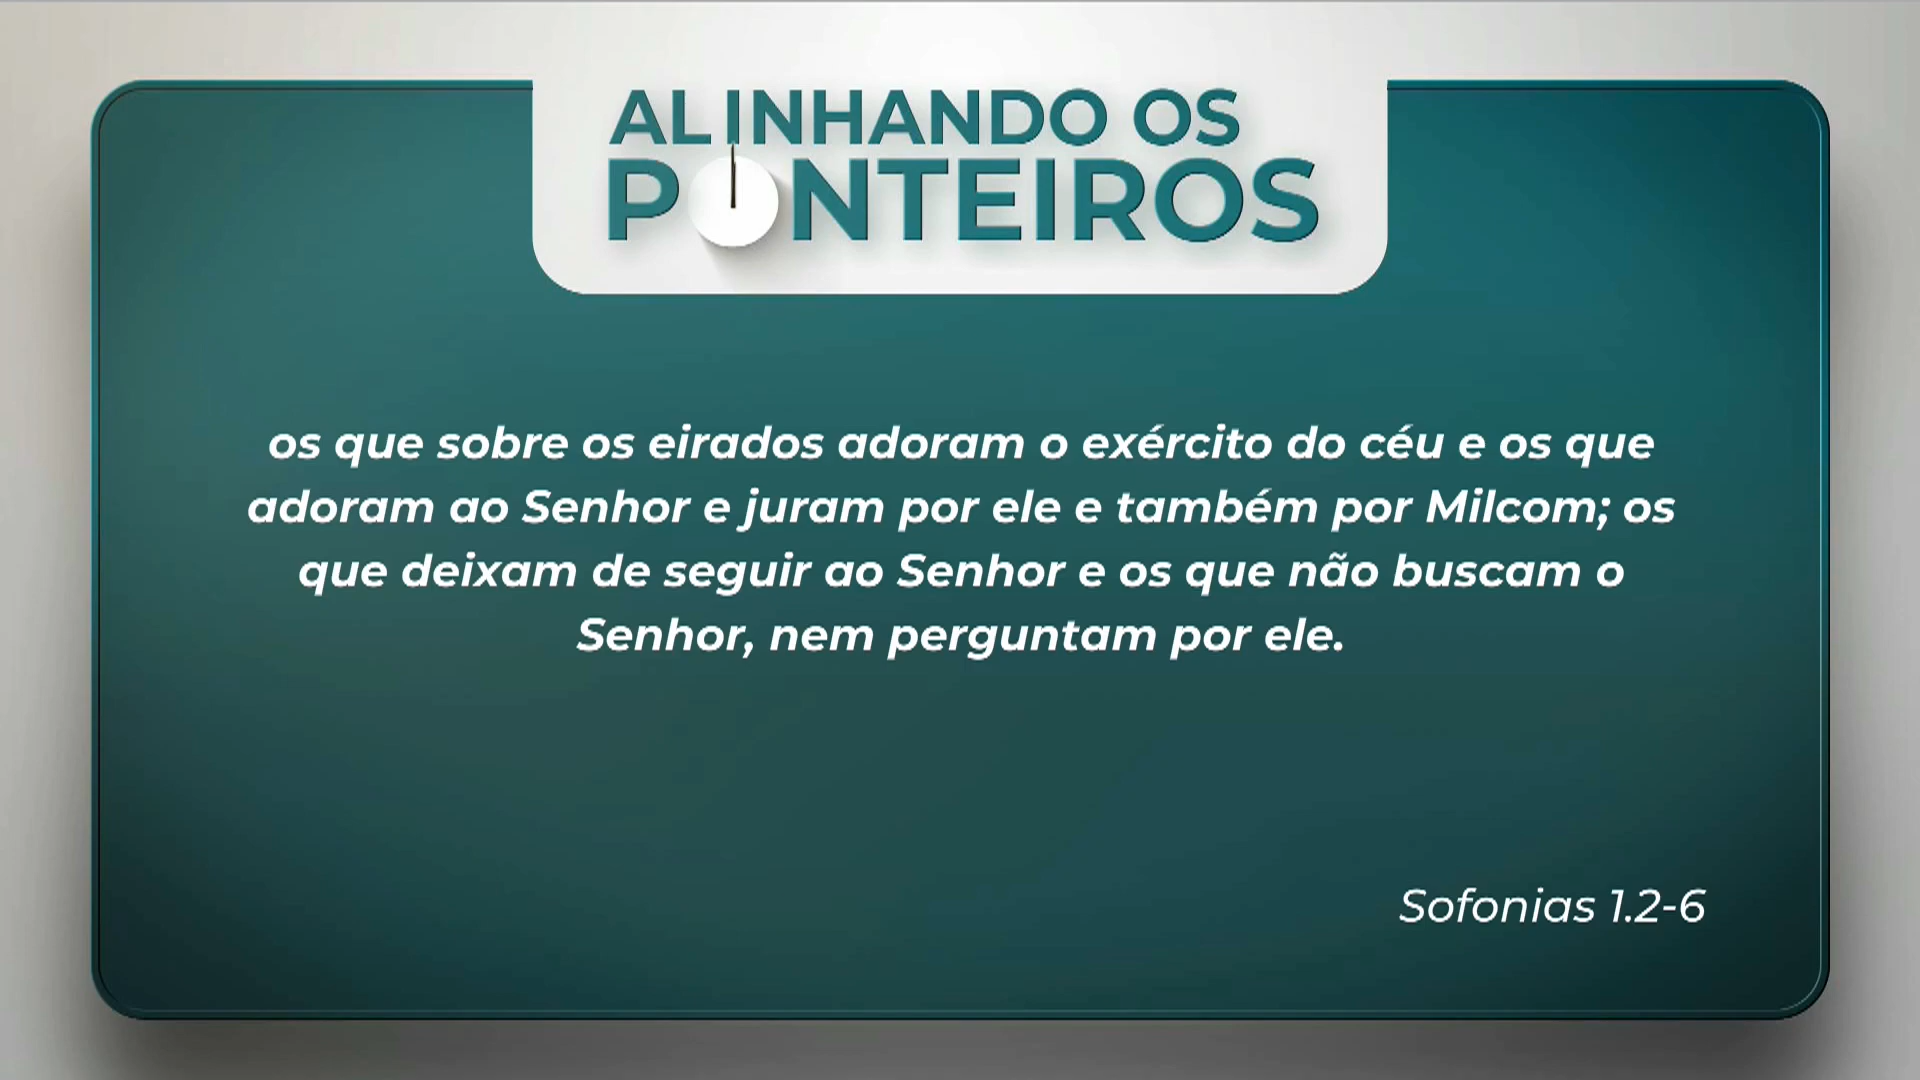 ALINHANDO OS
PONTEIROS
os que sobre os eirados adoram o exército do céu e os que
adoram ao Senhor e juram por ele e também por Milcom; os
que deixam de seguir ao Senhor e os que não buscam o
Senhor, nem perguntam por ele.
Sofonias 1.2-6